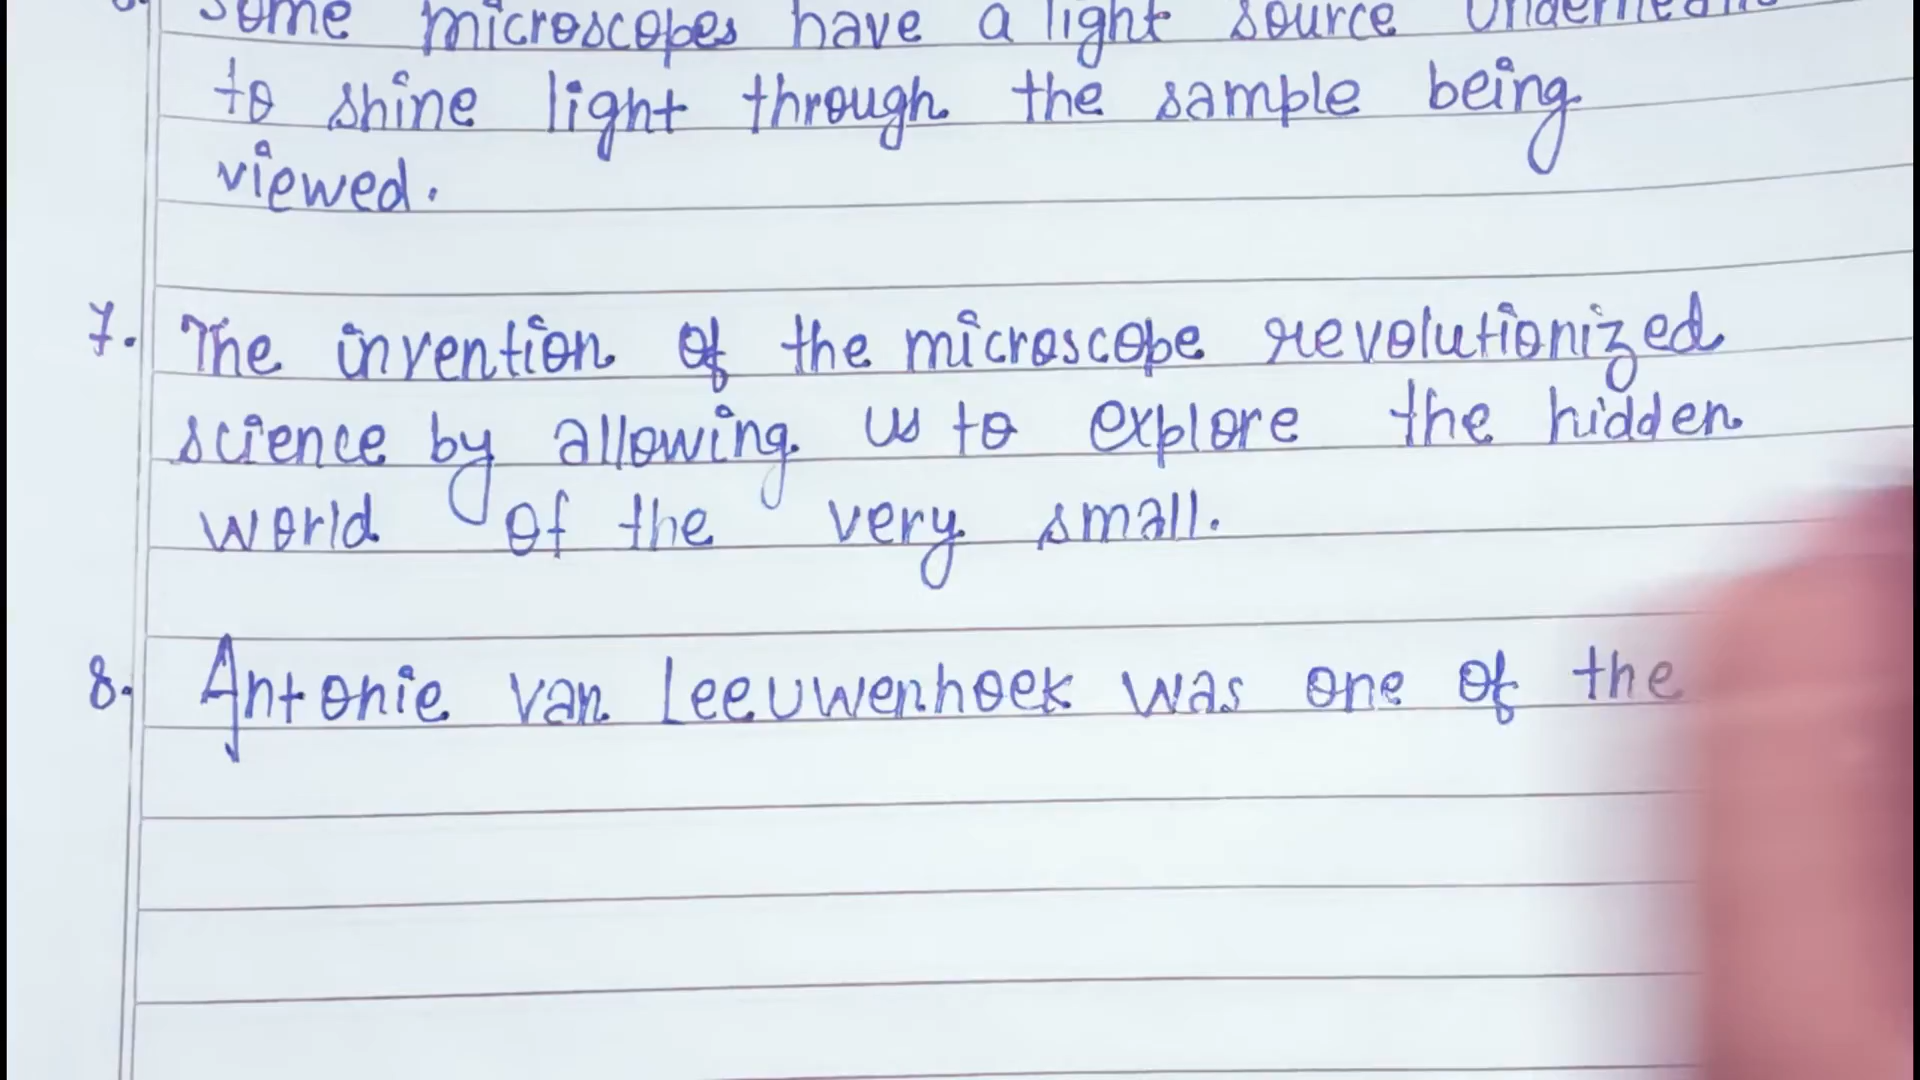 Some microscopes have a light source underneath
to shine light through the sample being
viewed.
7. The invention of the microscope revolutionized
science by allowing us to explore the hidden
world of the very small.
8. Antonie van Leeuwenhoek was one of the